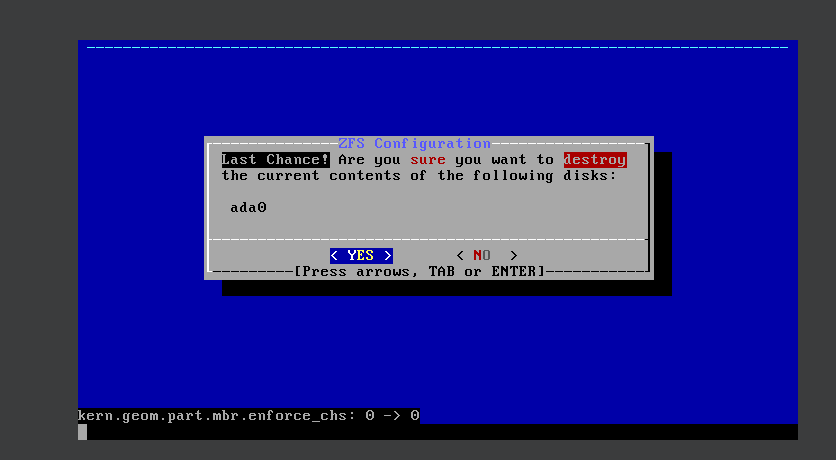 ZFS Configuration
Last Chance! Are you sure you want to destroy
the current contents of the following disks:
ada0
< YES > < NO >
[Press arrows, TAB or ENTER]
kern.geom.part.mbr.enforce_chs: 0 -> 0